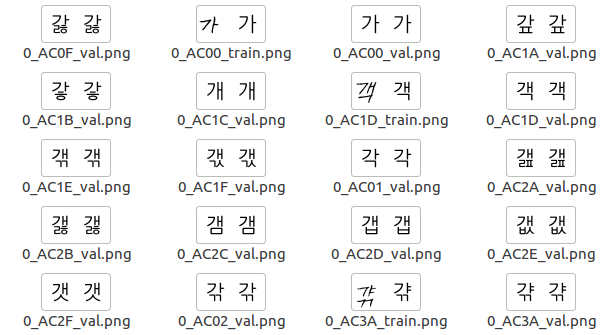 갏 갏 가 가 가 가 갚 갚
0_AC0F_val.png 0_AC00_train.png 0_AC00_val.png 0_AC1A_val.png
갛 갛 개 개 객 객 객 객
0_AC1B_val.png 0_AC1C_val.png 0_AC1D_train.png 0_AC1D_val.png
갞 갞 갟 갟 각 각 갪 갪
0_AC1E_val.png 0_AC1F_val.png 0_AC01_val.png 0_AC2A_val.png
갫 갫 갬 갬 갭 갭 갮 갮
0_AC2B_val.png 0_AC2C_val.png 0_AC2D_val.png 0_AC2E_val.png
갯 갯 갂 갂 갺 갺 갺 갺
0_AC2F_val.png 0_AC02_val.png 0_AC3A_train.png 0_AC3A_val.png